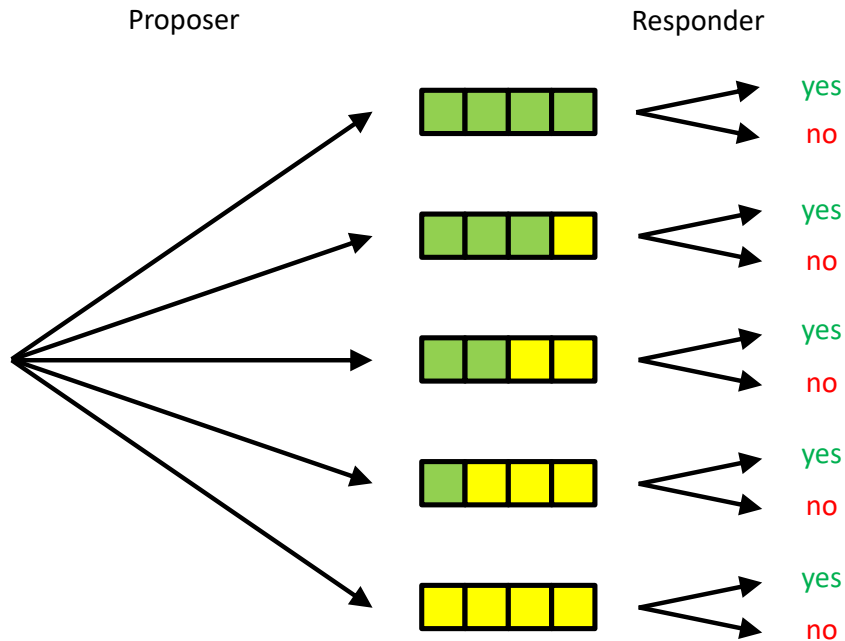 Proposer Responder
yes
no
yes
no
yes
no
yes
no
yes
no